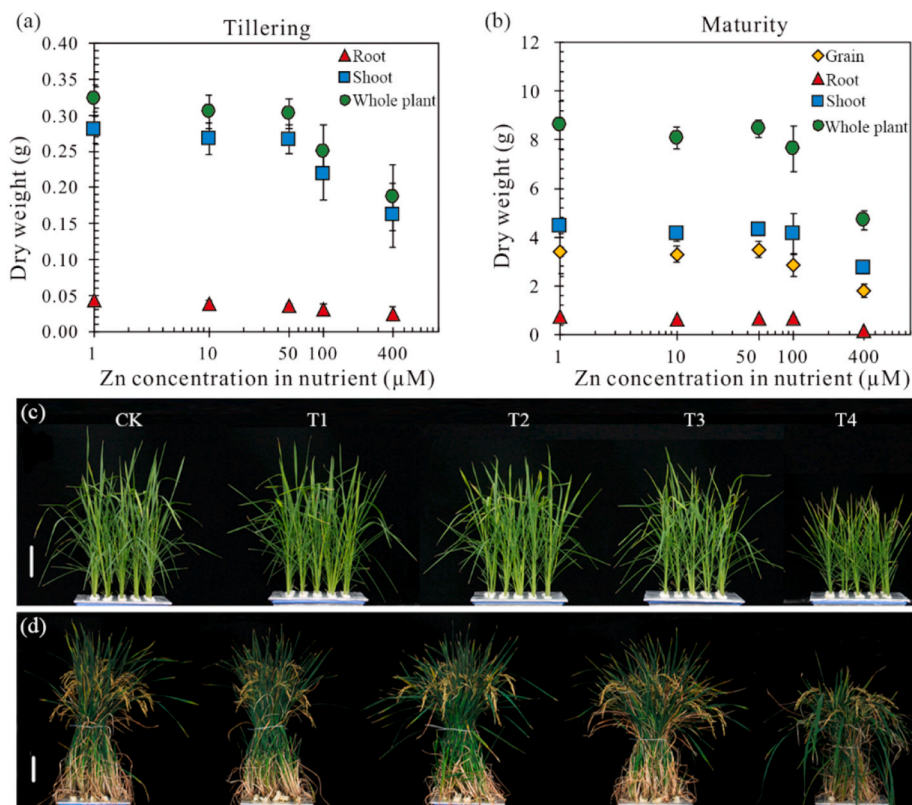 (a)
Tillering
0.40
0.35
0.30
0.25
0.20
0.15
0.10
0.05
0.00
Dry weight (g)
Root
Shoot
Whole plant
1
10
50
100
400
Zn concentration in nutrient (µM)
(b)
Maturity
12
10
8
6
4
2
0
Dry weight (g)
Grain
Root
Shoot
Whole plant
1
10
50
100
400
Zn concentration in nutrient (µM)
(c)
CK
T1
T2
T3
T4
(d)